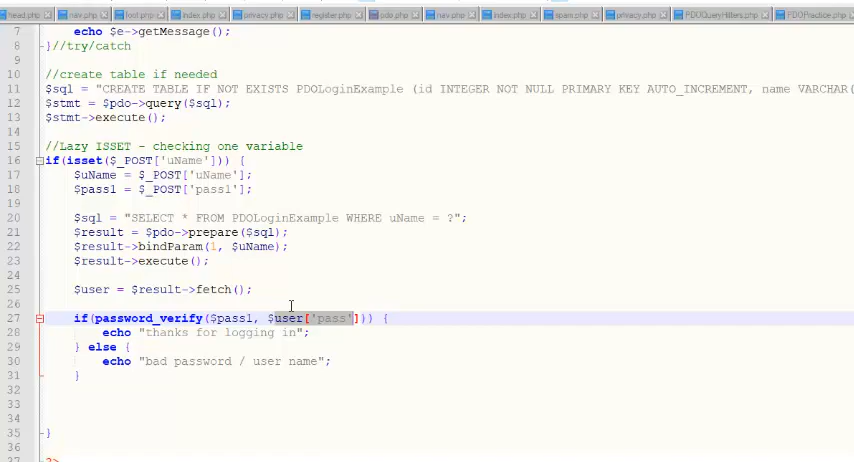 head.php nav.php foot.php index.php privacy.php register.php pdo.php nav.php index.php spam.php privacy.php PDOQueryHitters.php PDOPractice.php
7 echo $e->getMessage();
8 }//try/catch
9
10 //create table if needed
11 $sql = "CREATE TABLE IF NOT EXISTS PDOLoginExample (id INTEGER NOT NULL PRIMARY KEY AUTO_INCREMENT, name VARCHAR(
12 $stmt = $pdo->query($sql);
13 $stmt->execute();
14
15 //Lazy ISSET - checking one variable
16 if(isset($_POST['uName'])) {
17 $uName = $_POST['uName'];
18 $pass1 = $_POST['pass1'];
19
20 $sql = "SELECT * FROM PDOLoginExample WHERE uName = ?";
21 $result = $pdo->prepare($sql);
22 $result->bindParam(1, $uName);
23 $result->execute();
24
25 $user = $result->fetch();
26
27 if(password_verify($pass1, $user['pass'])) {
28 echo "thanks for logging in";
29 } else {
30 echo "bad password / user name";
31 }
32
33
34
35 }
36
37 ?>